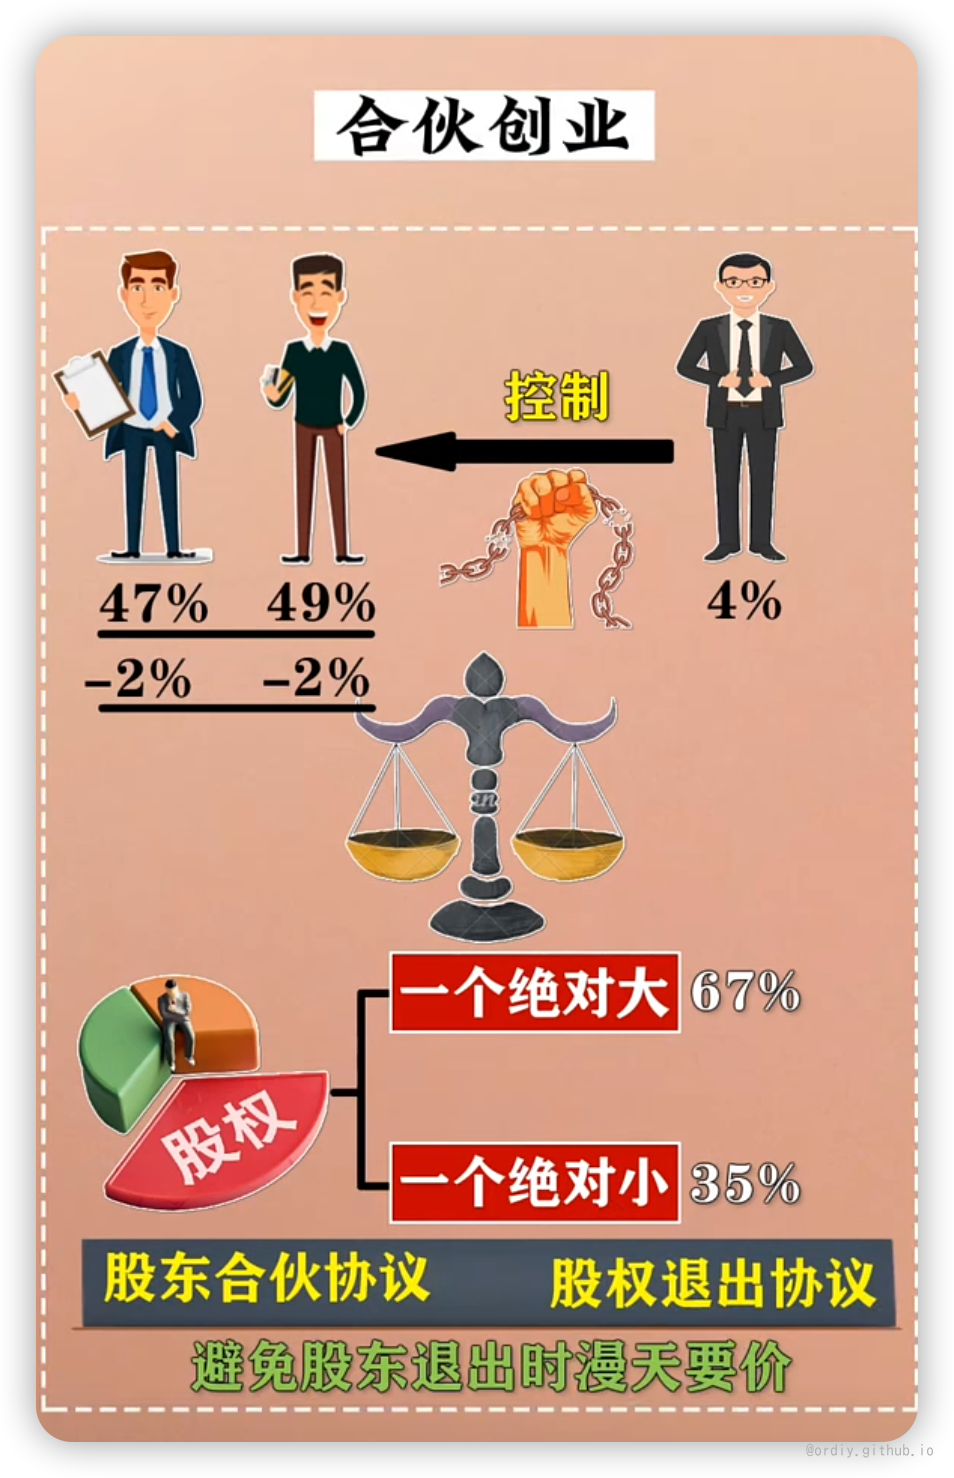 合伙创业
控制
47% 49% 4%
-2% -2%
一个绝对大 67%
股权
一个绝对小 35%
股东合伙协议 股权退出协议
避免股东退出时漫天要价
@ordiy.github.io